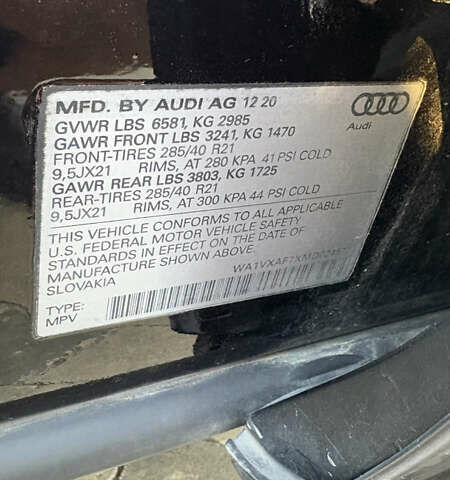 MFD. BY AUDI AG 12 20
GVWR LBS 6581, KG 2985
GAWR FRONT LBS 3241, KG 1470
FRONT-TIRES 285/40 R21
9,5JX21 RIMS, AT 280 KPA 41 PSI COLD
GAWR REAR LBS 3803, KG 1725
REAR-TIRES 285/40 R21
9,5JX21 RIMS, AT 300 KPA 44 PSI COLD
Audi
THIS VEHICLE CONFORMS TO ALL APPLICABLE
U.S. FEDERAL MOTOR VEHICLE SAFETY
STANDARDS IN EFFECT ON THE DATE OF
MANUFACTURE SHOWN ABOVE.
SLOVAKIA
TYPE:
MPV